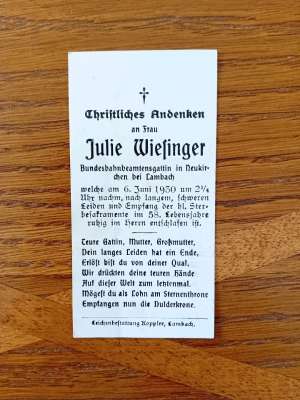 †
Christliches Andenken
an Frau
Julie Wiesinger
Bundesbahnbeamtensgattin in Neukir-
chen bei Lambach
welche am 6. Juni 1950 um 2¼
Uhr nachm, nach langem, schweren
Leiden und Empfang der hl. Ster-
besakramente im 58. Lebensjahre
ruhig im Herrn entschlafen ist.
Teure Gattin, Mutter, Großmutter,
Dein langes Leiden hat ein Ende,
Erlöst bist du von deiner Qual,
Wir drückten deine teuren Hände
Auf dieser Welt zum letztenmal.
Mögest du als Lohn am Sternenthrone
Empfangen nun die Dulderkrone.
Leichenbestattung Koppler, Lambach.